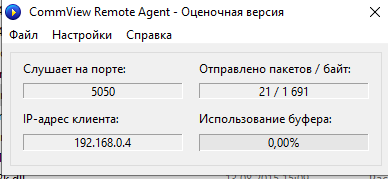 CommView Remote Agent - Оценочная версия
Файл Настройки Справка
Слушает на порте: Отправлено пакетов / байт:
5050 21 / 1 691
IP-адрес клиента: Использование буфера:
192.168.0.4 0,00%